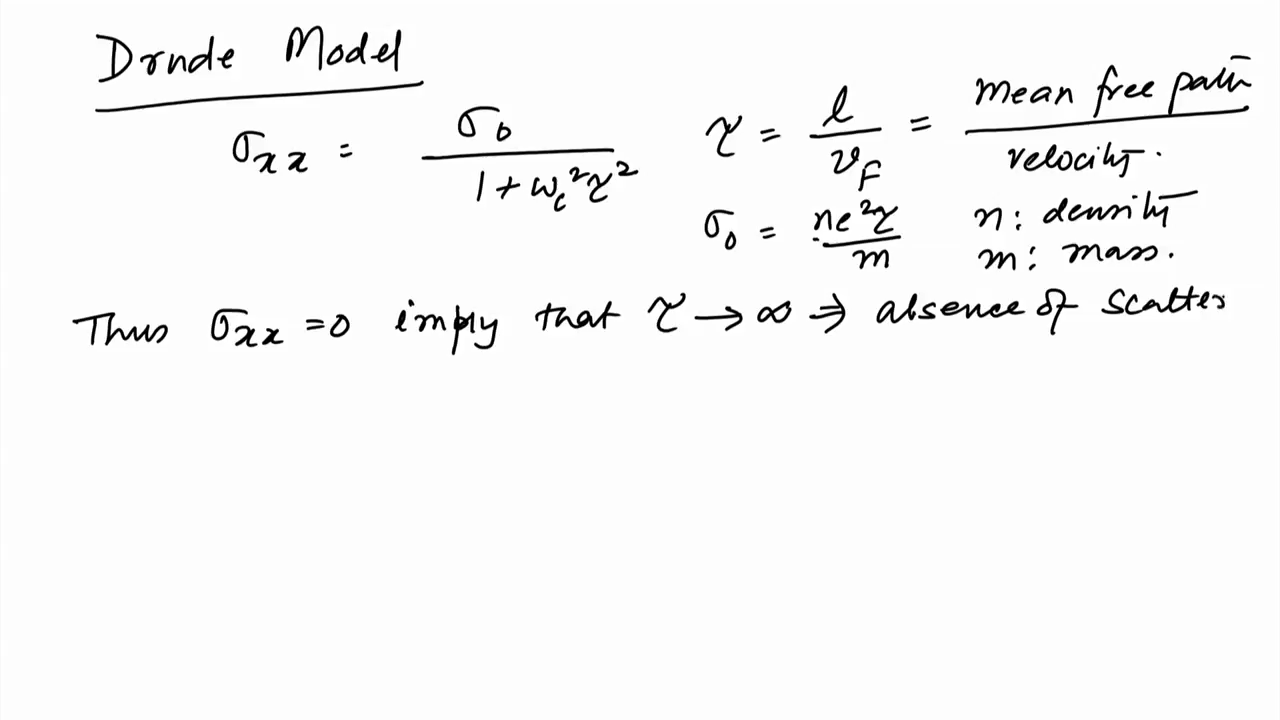 Drude Model
σxx = σ0 / (1 + ωc²τ²)
τ = l / vF = mean free path / velocity.
σ0 = ne²τ / m
n: density
m: mass.
Thus σxx = 0 imply that τ → ∞ ⇒ absence of scatter